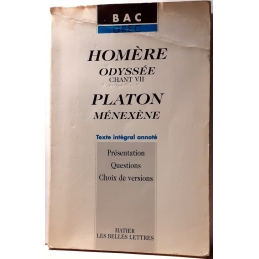 BAC
HOMÈRE
ODYSSÉE
CHANT VII
PLATON
MÉNEXÈNE
Texte intégral annoté
Présentation
Questions
Choix de versions
HATIER
LES BELLES LETTRES